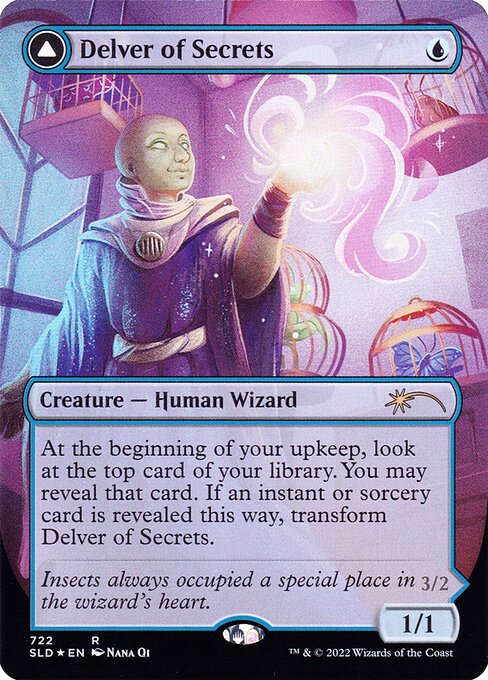 Delver of Secrets
Creature — Human Wizard
At the beginning of your upkeep, look
at the top card of your library. You may
reveal that card. If an instant or sorcery
card is revealed this way, transform
Delver of Secrets.
Insects always occupied a special place in
the wizard's heart.
3/2
1/1
722 R
SLD★EN Nana Qi
™ & © 2022 Wizards of the Coast